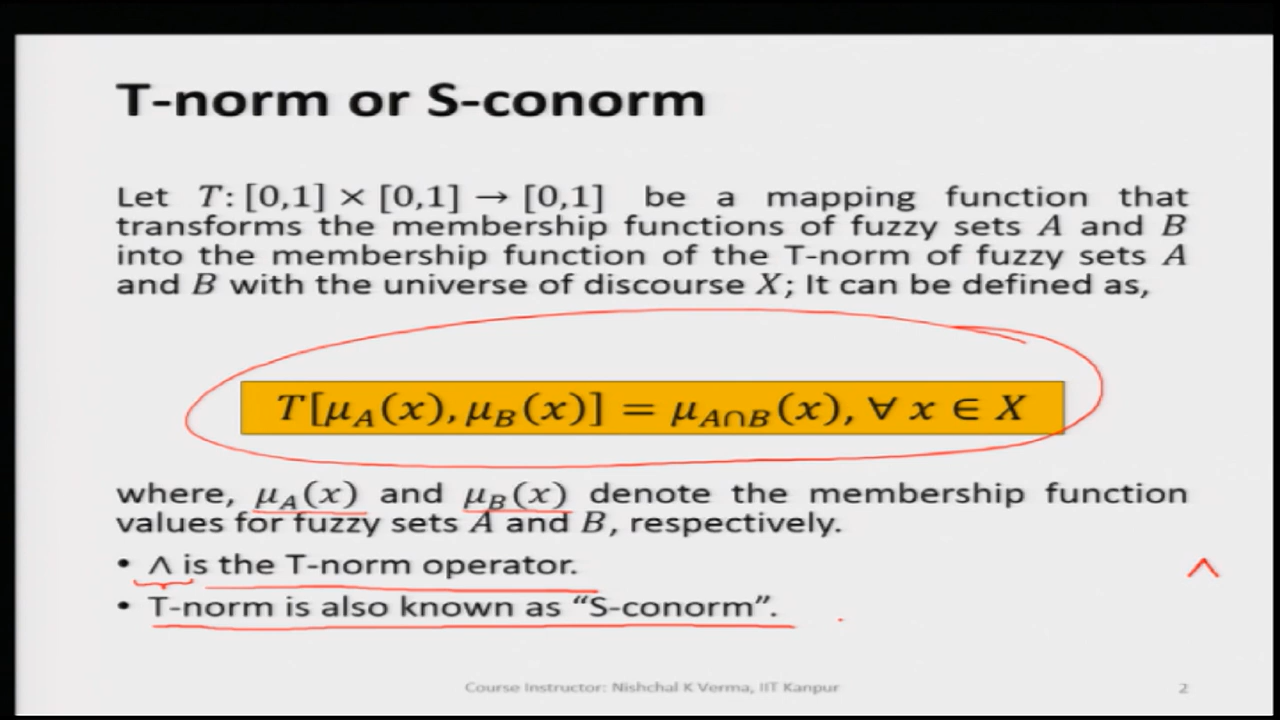 T-norm or S-conorm
Let T: [0,1] × [0,1] → [0,1] be a mapping function that
transforms the membership functions of fuzzy sets A and B
into the membership function of the T-norm of fuzzy sets A
and B with the universe of discourse X; It can be defined as,
T[μ_A(x), μ_B(x)] = μ_{A∩B}(x), ∀ x ∈ X
where, μ_A(x) and μ_B(x) denote the membership function
values for fuzzy sets A and B, respectively.
• ∧ is the T-norm operator.
∧
• T-norm is also known as “S-conorm”.
Course Instructor: Nishchal K Verma, IIT Kanpur
2